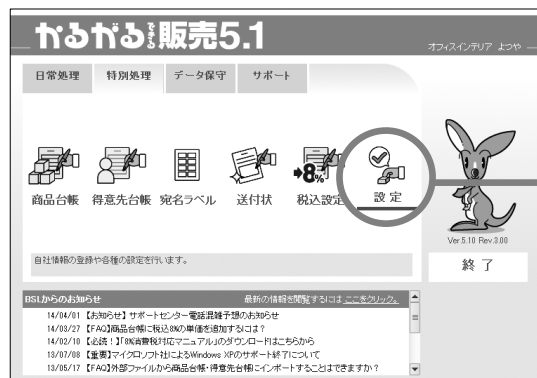 かるがるできる販売5.1
オフィスインテリア よつや
日常処理 特別処理 データ保守 サポート
8%
商品台帳 得意先台帳 宛名ラベル 送付状 税込設定 設定
Ver.5.10 Rev.3.00
自社情報の登録や各種の設定を行います。
終了
BSLからのお知らせ 最新の情報を閲覧するには ここをクリック。
14/04/01 【お知らせ】サポートセンター電話混雑予想のお知らせ
14/03/27 【FAQ】商品台帳に税込8%の単価を追加するには？
14/02/10 【必読！】「8%消費税対応マニュアル」のダウンロードはこちらから
13/07/08 【重要】マイクロソフト社によるWindows XPのサポート終了について
13/05/17 【FAQ】外部ファイルから商品台帳・得意先台帳にインポートすることはできますか？